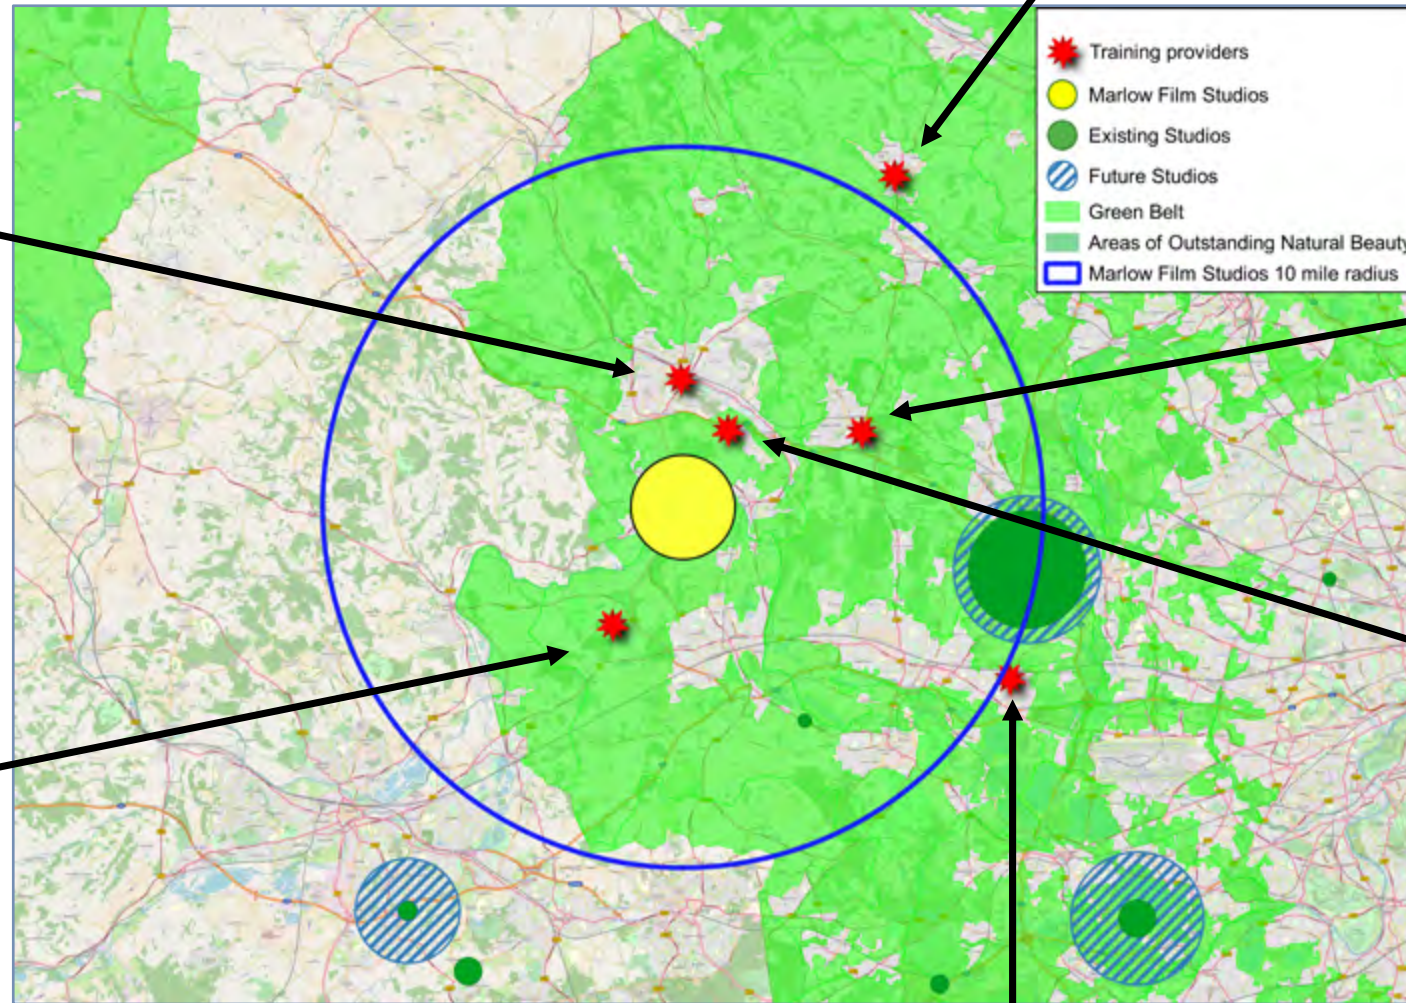 Training providers
Marlow Film Studios
Existing Studios
Future Studios
Green Belt
Areas of Outstanding Natural Beauty
Marlow Film Studios 10 mile radius